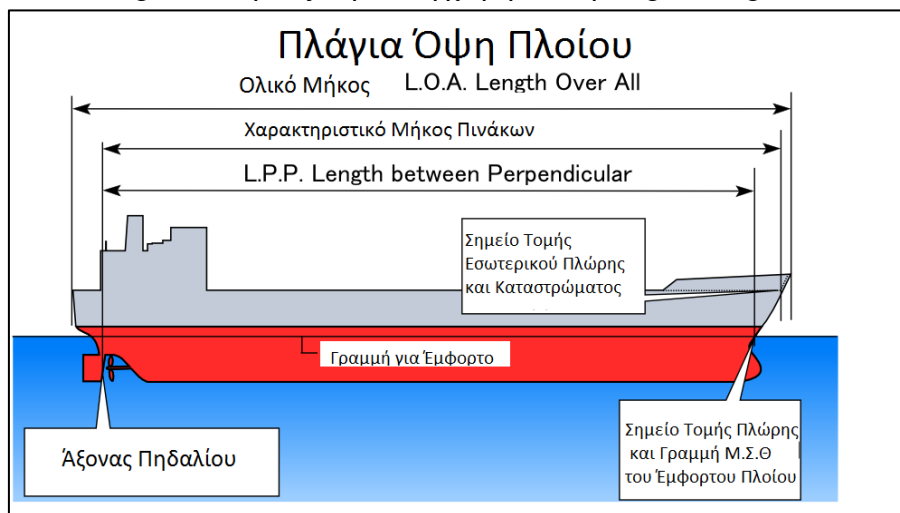 Πλάγια Όψη Πλοίου
Ολικό Μήκος L.O.A. Length Over All
Χαρακτηριστικό Μήκος Πινάκων
L.P.P. Length between Perpendicular
Σημείο Τομής
Εσωτερικού Πλώρης
και Καταστρώματος
Γραμμή για Έμφορτο
Άξονας Πηδαλίου
Σημείο Τομής Πλώρης
και Γραμμή Μ.Σ.Θ
του Έμφορτου Πλοίου